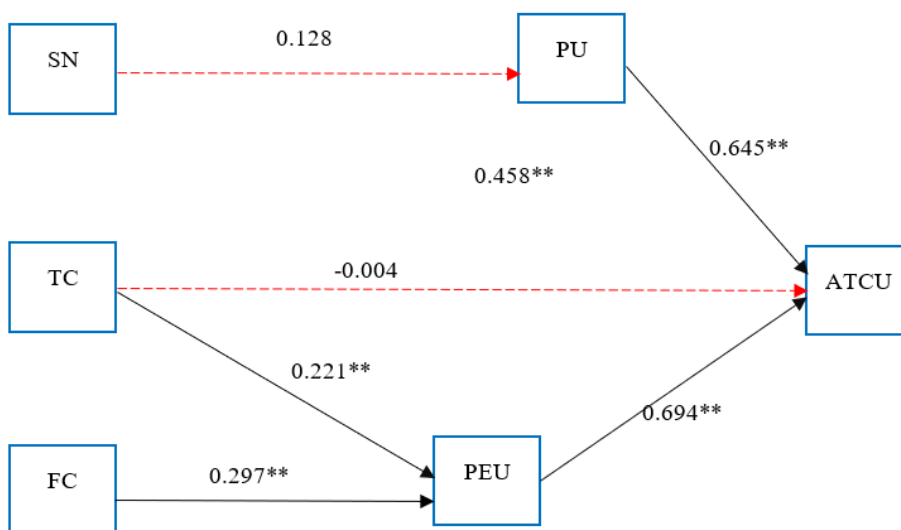 0.128
SN
PU
0.645**
0.458**
TC
-0.004
ATCU
0.221**
0.694**
FC
0.297**
PEU